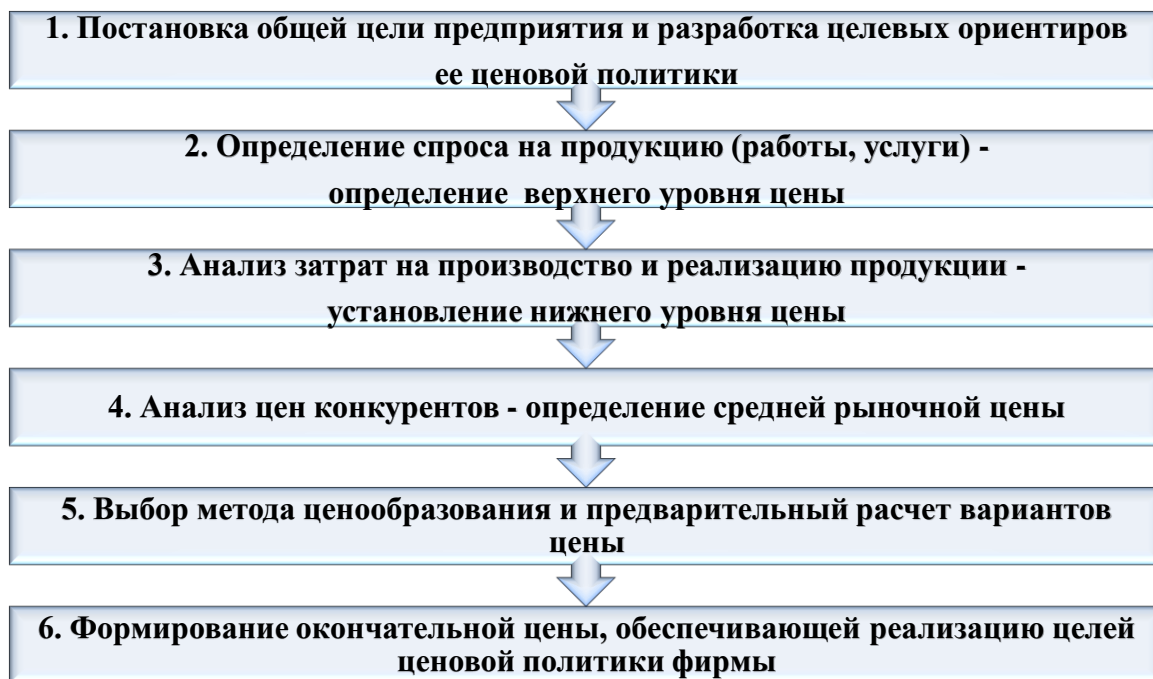 1. Постановка общей цели предприятия и разработка целевых ориентиров
ее ценовой политики
2. Определение спроса на продукцию (работы, услуги) -
определение верхнего уровня цены
3. Анализ затрат на производство и реализацию продукции -
установление нижнего уровня цены
4. Анализ цен конкурентов - определение средней рыночной цены
5. Выбор метода ценообразования и предварительный расчет вариантов
цены
6. Формирование окончательной цены, обеспечивающей реализацию целей
ценовой политики фирмы